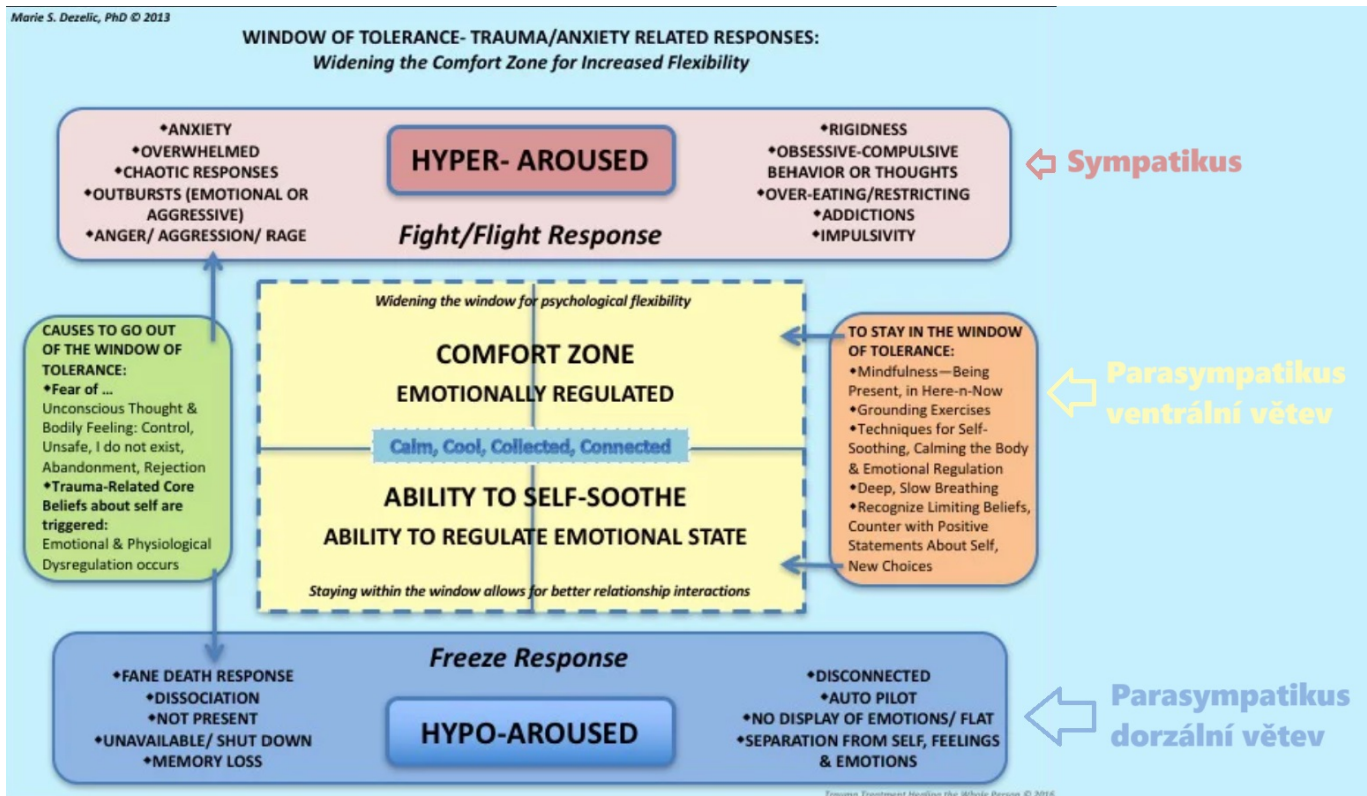 Marie S. Dezelic, PhD © 2013
WINDOW OF TOLERANCE- TRAUMA/ANXIETY RELATED RESPONSES:
Widening the Comfort Zone for Increased Flexibility
◆ANXIETY
◆OVERWHELMED
◆CHAOTIC RESPONSES
◆OUTBURSTS (EMOTIONAL OR
AGGRESSIVE)
◆ANGER/ AGGRESSION/ RAGE
HYPER- AROUSED
Fight/Flight Response
◆RIGIDNESS
◆OBSESSIVE-COMPULSIVE
BEHAVIOR OR THOUGHTS
◆OVER-EATING/RESTRICTING
◆ADDICTIONS
◆IMPULSIVITY
Sympatikus
CAUSES TO GO OUT
OF THE WINDOW OF
TOLERANCE:
◆Fear of ...
Unconscious Thought &
Bodily Feeling: Control,
Unsafe, I do not exist,
Abandonment, Rejection
◆Trauma-Related Core
Beliefs about self are
triggered:
Emotional & Physiological
Dysregulation occurs
Widening the window for psychological flexibility
COMFORT ZONE
EMOTIONALLY REGULATED
Calm, Cool, Collected, Connected
ABILITY TO SELF-SOOTHE
ABILITY TO REGULATE EMOTIONAL STATE
Staying within the window allows for better relationship interactions
TO STAY IN THE WINDOW
OF TOLERANCE:
◆Mindfulness—Being
Present, in Here-n-Now
◆Grounding Exercises
◆Techniques for Self-
Soothing, Calming the Body
& Emotional Regulation
◆Deep, Slow Breathing
◆Recognize Limiting Beliefs,
Counter with Positive
Statements About Self,
New Choices
Parasympatikus
ventrální větev
Freeze Response
HYPO-AROUSED
◆FANE DEATH RESPONSE
◆DISSOCIATION
◆NOT PRESENT
◆UNAVAILABLE/ SHUT DOWN
◆MEMORY LOSS
◆DISCONNECTED
◆AUTO PILOT
◆NO DISPLAY OF EMOTIONS/ FLAT
◆SEPARATION FROM SELF, FEELINGS
& EMOTIONS
Parasympatikus
dorzální větev
Trauma Treatment Healing the Whole Person © 2016